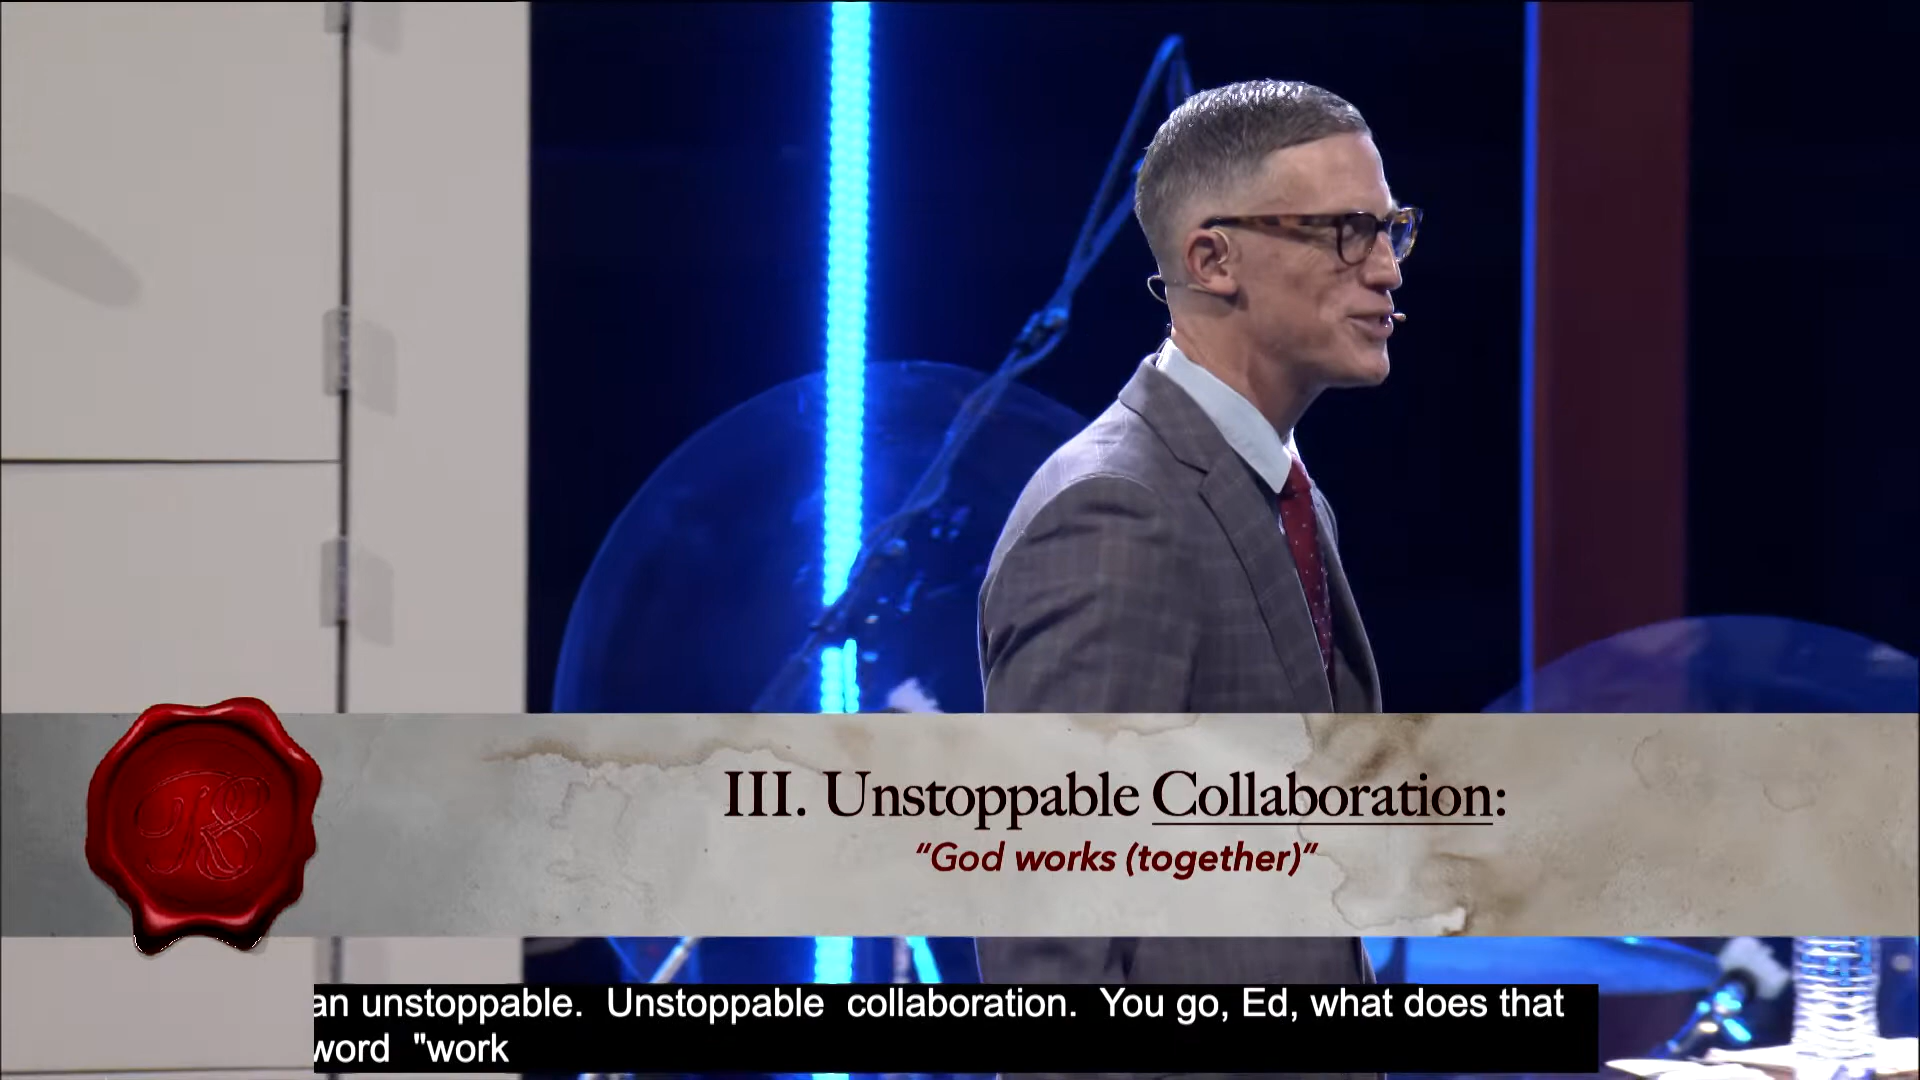 III. Unstoppable Collaboration:
“God works (together)”
an unstoppable. Unstoppable collaboration. You go, Ed, what does that
word "work